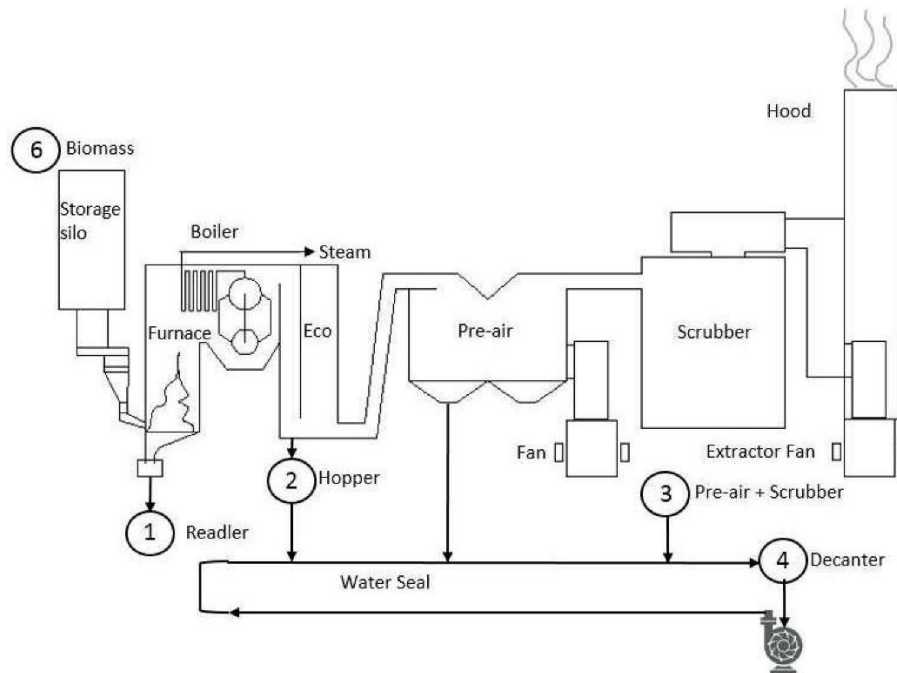 Hood
6 Biomass
Storage
silo
Boiler
Steam
Furnace
Eco
Pre-air
Scrubber
Fan
Extractor Fan
2 Hopper
3 Pre-air + Scrubber
1 Readler
4 Decanter
Water Seal